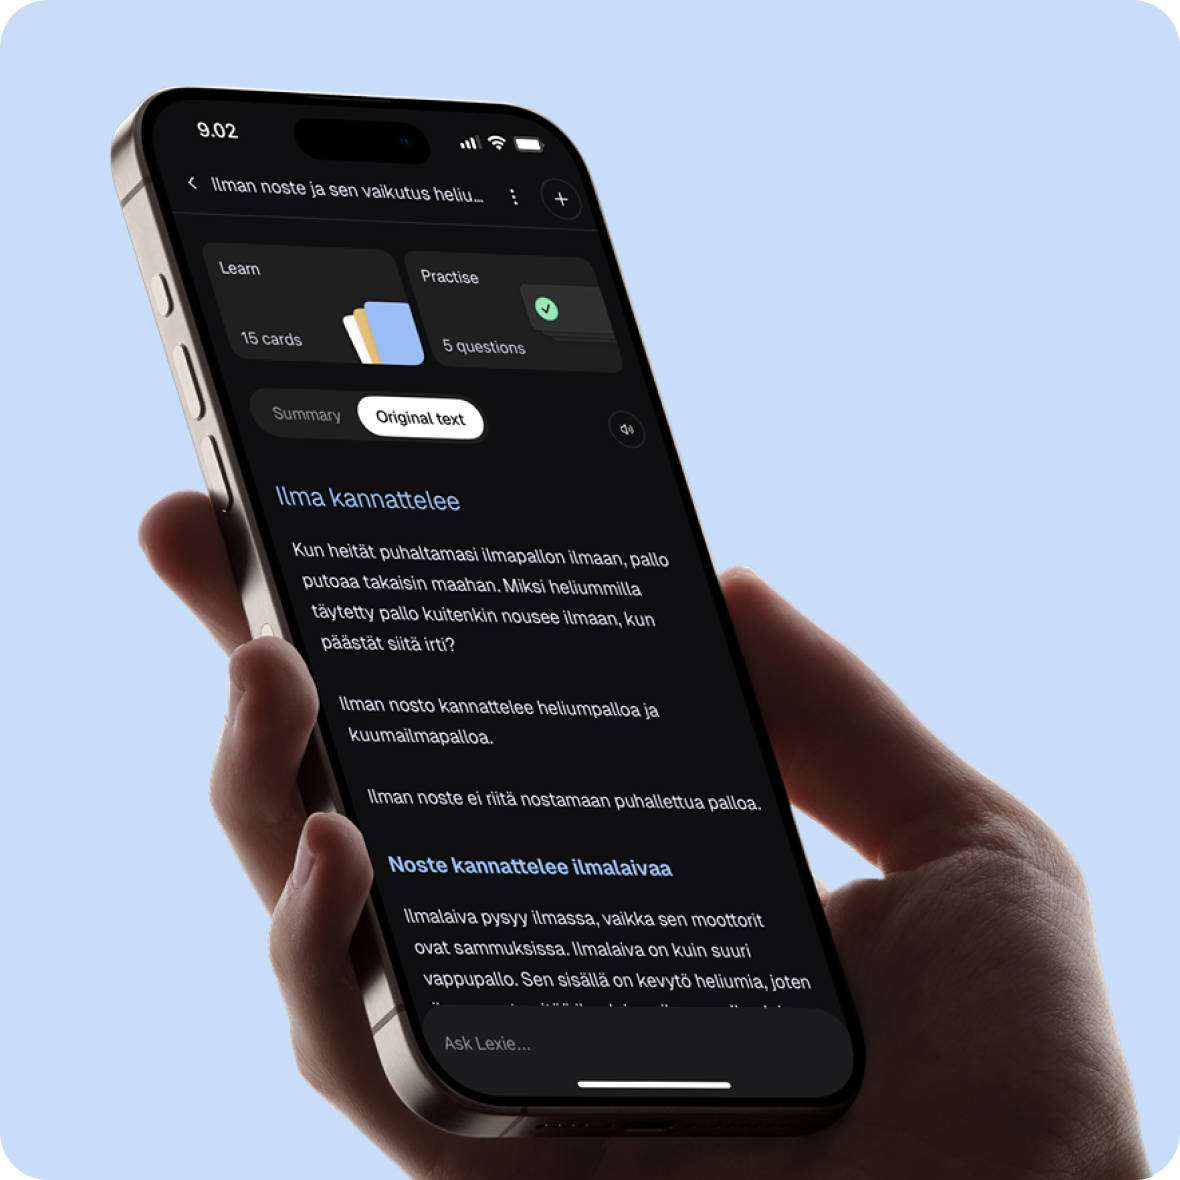 9.02
Ilman noste ja sen vaikutus heliu...
Learn
15 cards
Practise
5 questions
Summary
Original text
Ilma kannattelee
Kun heität puhaltamasi ilmapallon ilmaan, pallo
putoaa takaisin maahan. Miksi heliummilla
täytetty pallo kuitenkin nousee ilmaan, kun
päästät siitä irti?
Ilman nosto kannattelee heliumpalloa ja
kuumailmapalloa.
Ilman noste ei riitä nostamaan puhallettua palloa.
Noste kannattelee ilmalaivaa
Ilmalaiva pysyy ilmassa, vaikka sen moottorit
ovat sammuksissa. Ilmalaiva on kuin suuri
vappupallo. Sen sisällä on kevytö heliumia, joten
Ask Lexie...